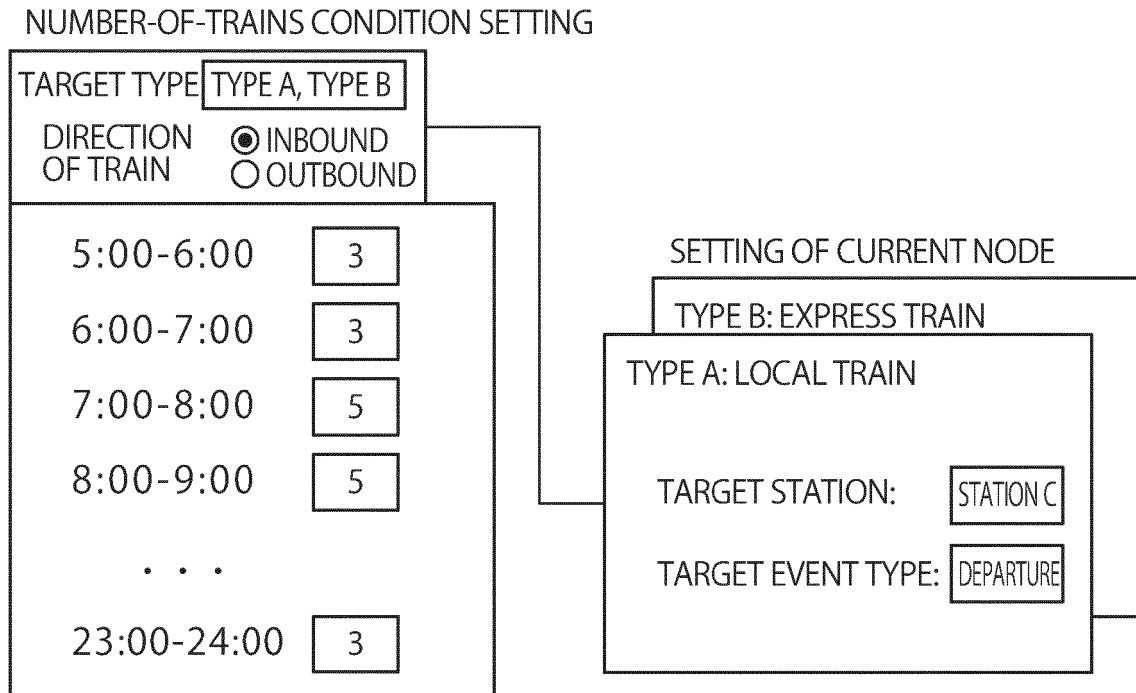 NUMBER-OF-TRAINS CONDITION SETTING
TARGET TYPE TYPE A, TYPE B
DIRECTION OF TRAIN
INBOUND
OUTBOUND
5:00-6:00 3
6:00-7:00 3
7:00-8:00 5
8:00-9:00 5
. . .
23:00-24:00 3
SETTING OF CURRENT NODE
TYPE B: EXPRESS TRAIN
TYPE A: LOCAL TRAIN
TARGET STATION: STATION C
TARGET EVENT TYPE: DEPARTURE